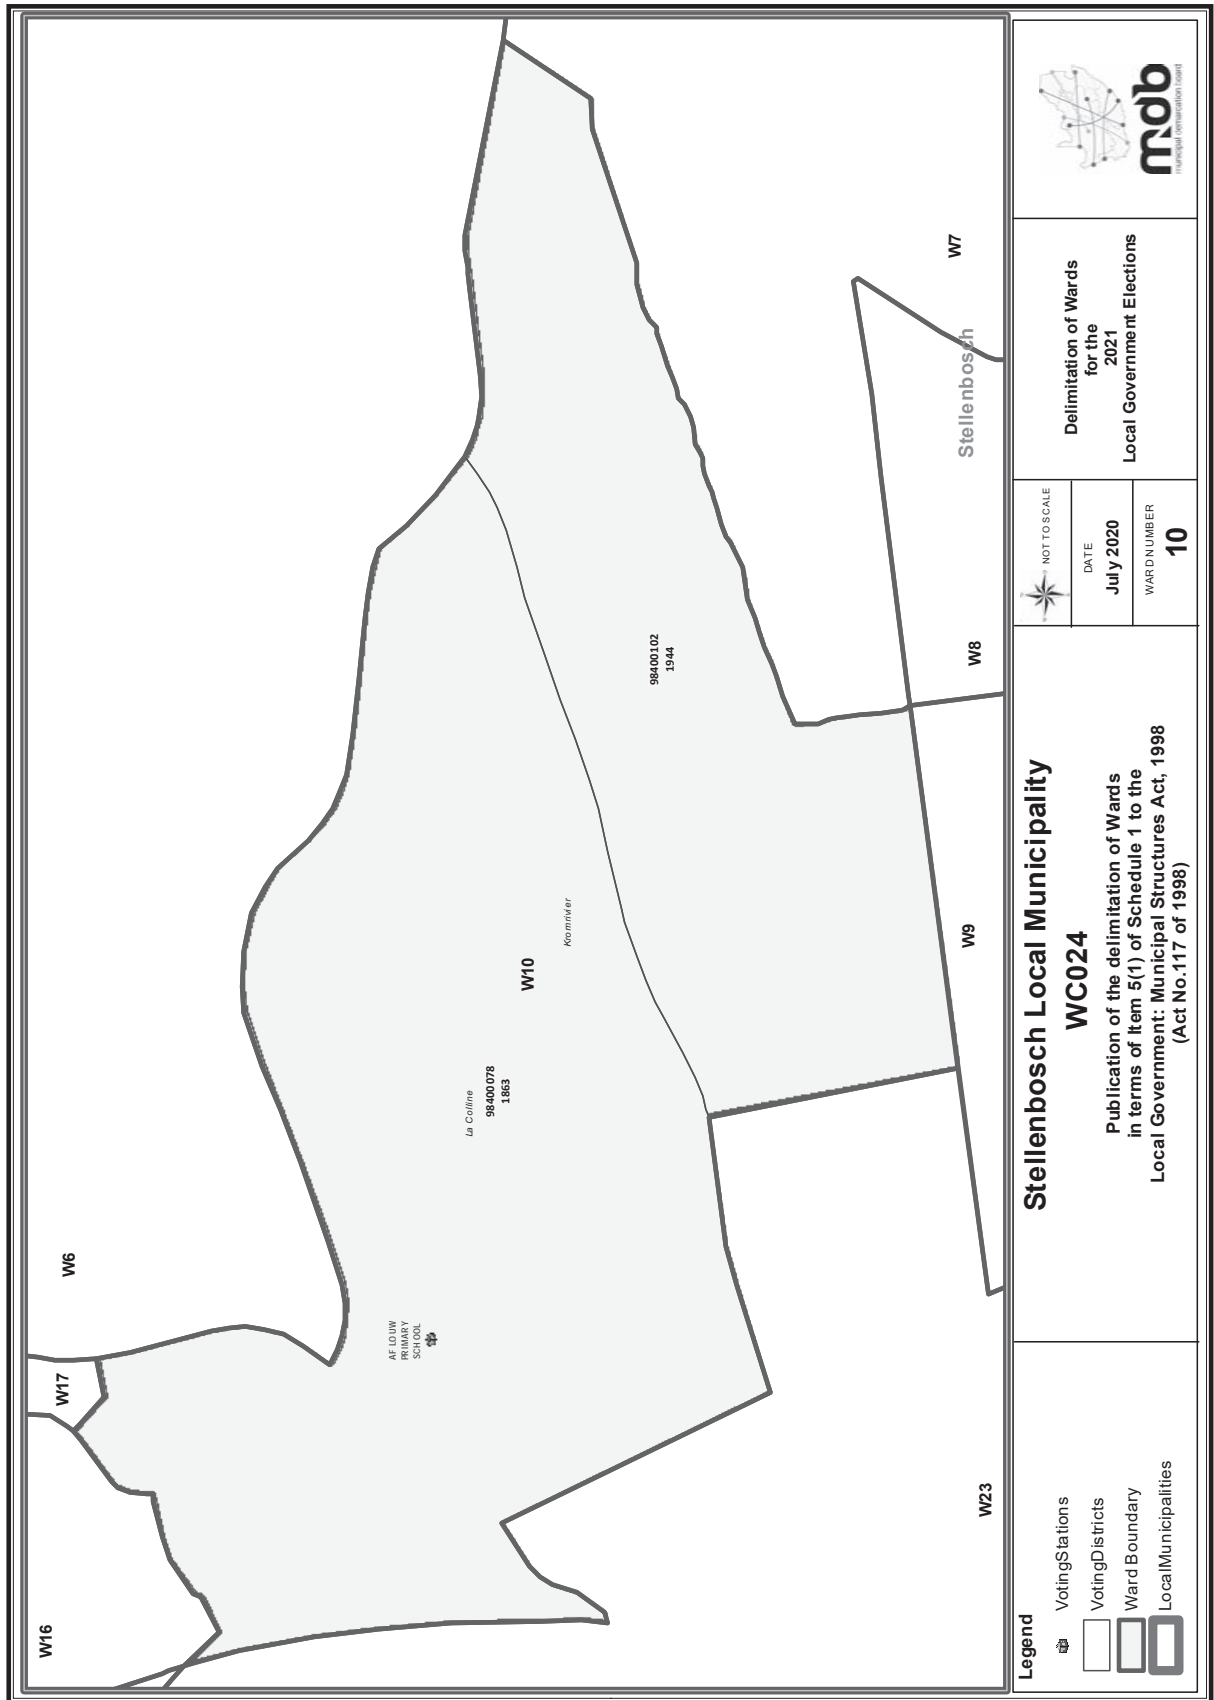 W16
W17
W6
AF LOUW
PRIMARY
SCHOOL
La Colline
98400078
1863
W10
Kromrivier
98400102
1944
W23
W9
W8
Stellenbosch
W7
Legend
VotingStations
VotingDistricts
Ward Boundary
LocalMunicipalities
Stellenbosch Local Municipality
WC024
Publication of the delimitation of Wards
in terms of Item 5(1) of Schedule 1 to the
Local Government: Municipal Structures Act, 1998
(Act No.117 of 1998)
NOT TO SCALE
DATE
July 2020
WARD NUMBER
10
Delimitation of Wards
for the
2021
Local Government Elections
mdb
municipal demarcation board